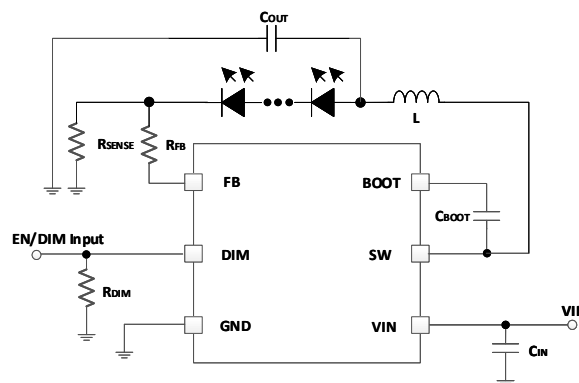 COUT
L
RSENSE
RFB
FB
BOOT
CBOOT
EN/DIM Input
DIM
SW
RDIM
GND
VIN
CIN